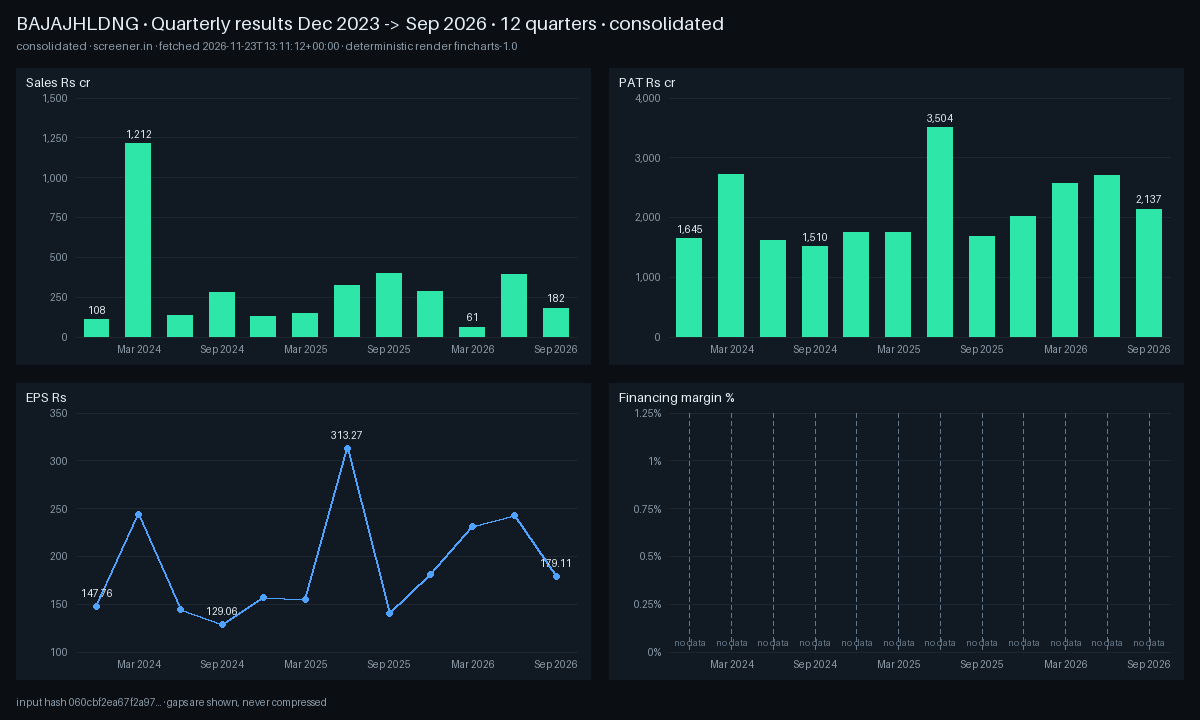 BAJAJHLDNG · Quarterly results Dec 2023 -> Sep 2026 · 12 quarters · consolidated
consolidated · screener.in · fetched 2026-11-23T13:11:12+00:00 · deterministic render fincharts-1.0
Sales Rs cr
1,500
1,250
1,000
750
500
250
0
108
1,212
61
182
Mar 2024
Sep 2024
Mar 2025
Sep 2025
Mar 2026
Sep 2026
PAT Rs cr
4,000
3,000
2,000
1,000
0
1,645
1,510
3,504
2,137
Mar 2024
Sep 2024
Mar 2025
Sep 2025
Mar 2026
Sep 2026
EPS Rs
350
300
250
200
150
100
147.76
129.06
313.27
179.11
Mar 2024
Sep 2024
Mar 2025
Sep 2025
Mar 2026
Sep 2026
Financing margin %
1.25%
1%
0.75%
0.5%
0.25%
0%
no data no data no data no data no data no data no data no data no data no data no data no data
Mar 2024
Sep 2024
Mar 2025
Sep 2025
Mar 2026
Sep 2026
input hash 060cbf2ea67f2a97… · gaps are shown, never compressed